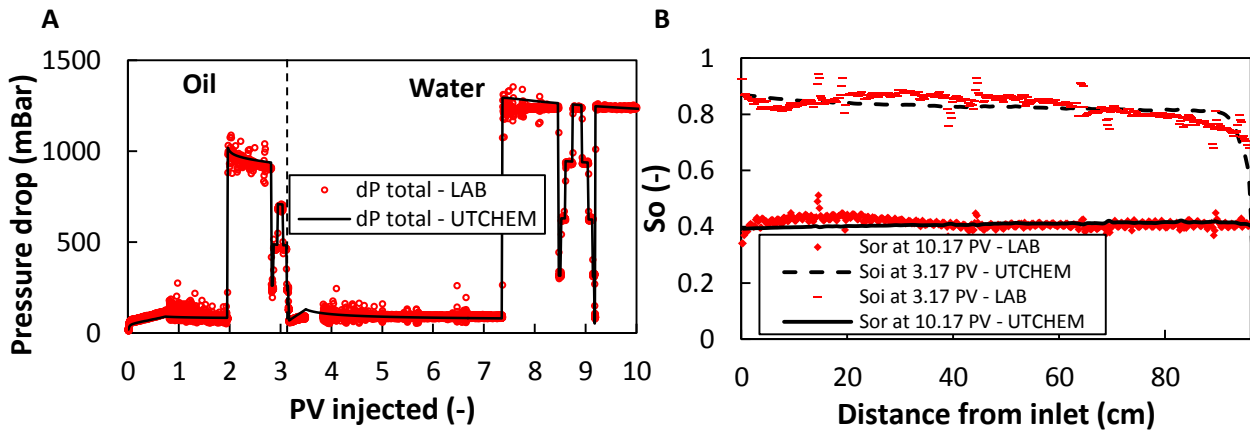 A
Pressure drop (mBar)
1500
1000
500
0
Oil
Water
dP total - LAB
dP total - UTCHEM
0 1 2 3 4 5 6 7 8 9 10
PV injected (-)
B
So (-)
1
0.8
0.6
0.4
0.2
0
Sor at 10.17 PV - LAB
Soi at 3.17 PV - UTCHEM
Soi at 3.17 PV - LAB
Sor at 10.17 PV - UTCHEM
0 20 40 60 80
Distance from inlet (cm)